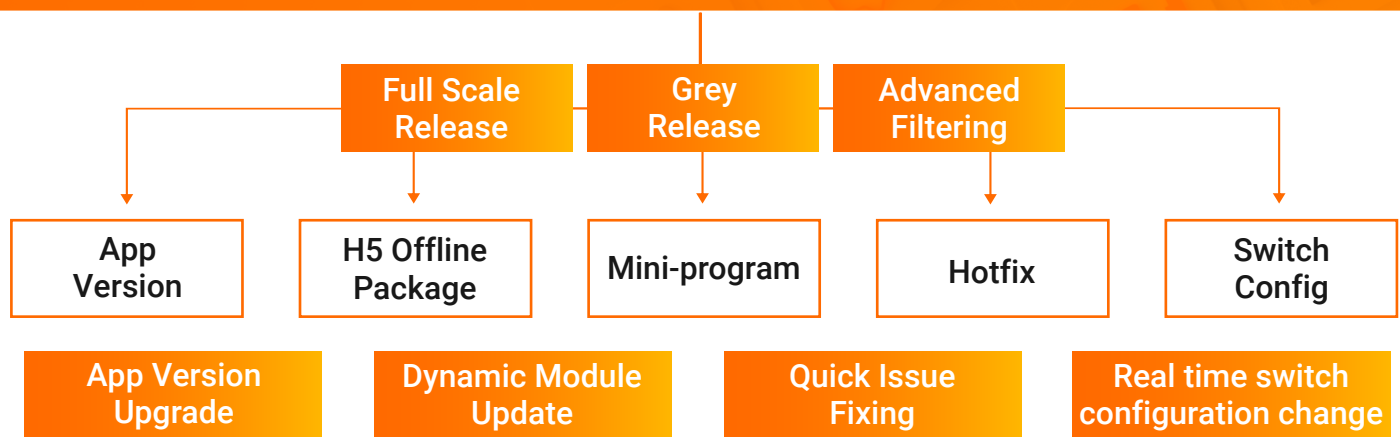 Full Scale
Release
Grey
Release
Advanced
Filtering
App
Version
H5 Offline
Package
Mini-program
Hotfix
Switch
Config
App Version
Upgrade
Dynamic Module
Update
Quick Issue
Fixing
Real time switch
configuration change